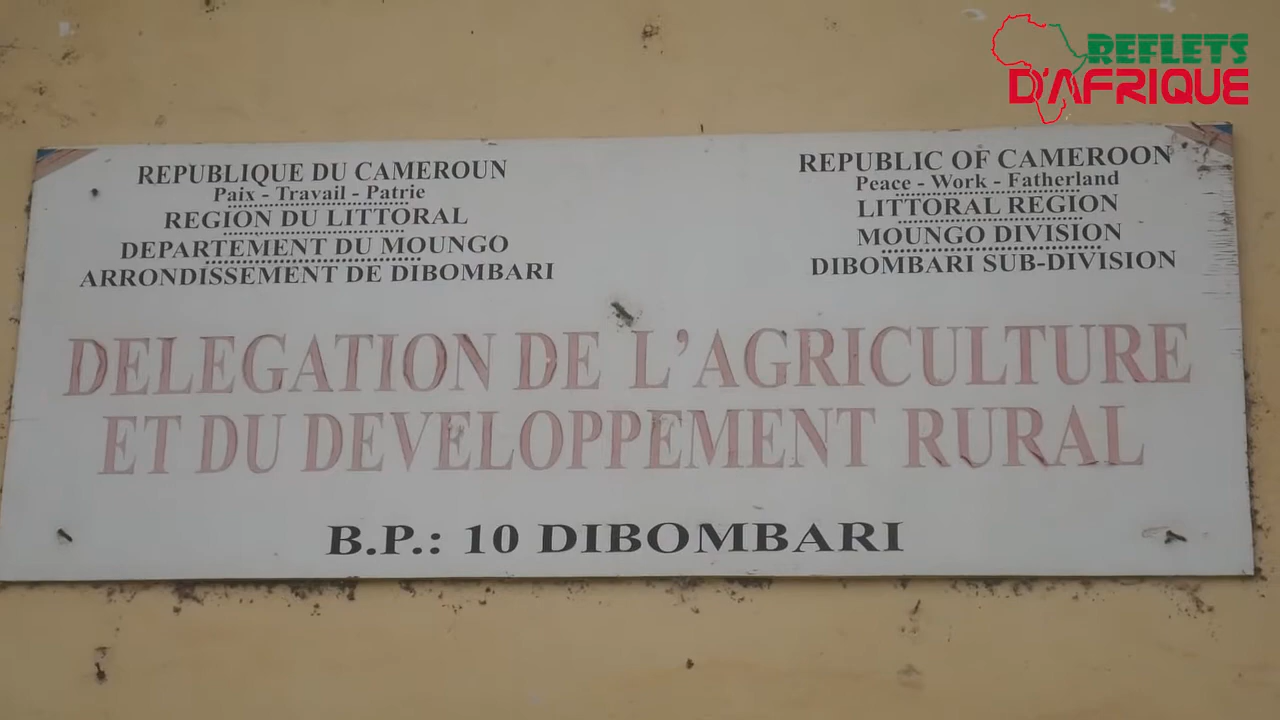 REFLETS
D'AFRIQUE
REPUBLIQUE DU CAMEROUN
Paix - Travail - Patrie
REGION DU LITTORAL
DEPARTEMENT DU MOUNGO
ARRONDISSEMENT DE DIBOMBARI
REPUBLIC OF CAMEROON
Peace - Work - Fatherland
LITTORAL REGION
MOUNGO DIVISION
DIBOMBARI SUB-DIVISION
DELEGATION DE L'AGRICULTURE
ET DU DEVELOPPEMENT RURAL
B.P.: 10 DIBOMBARI